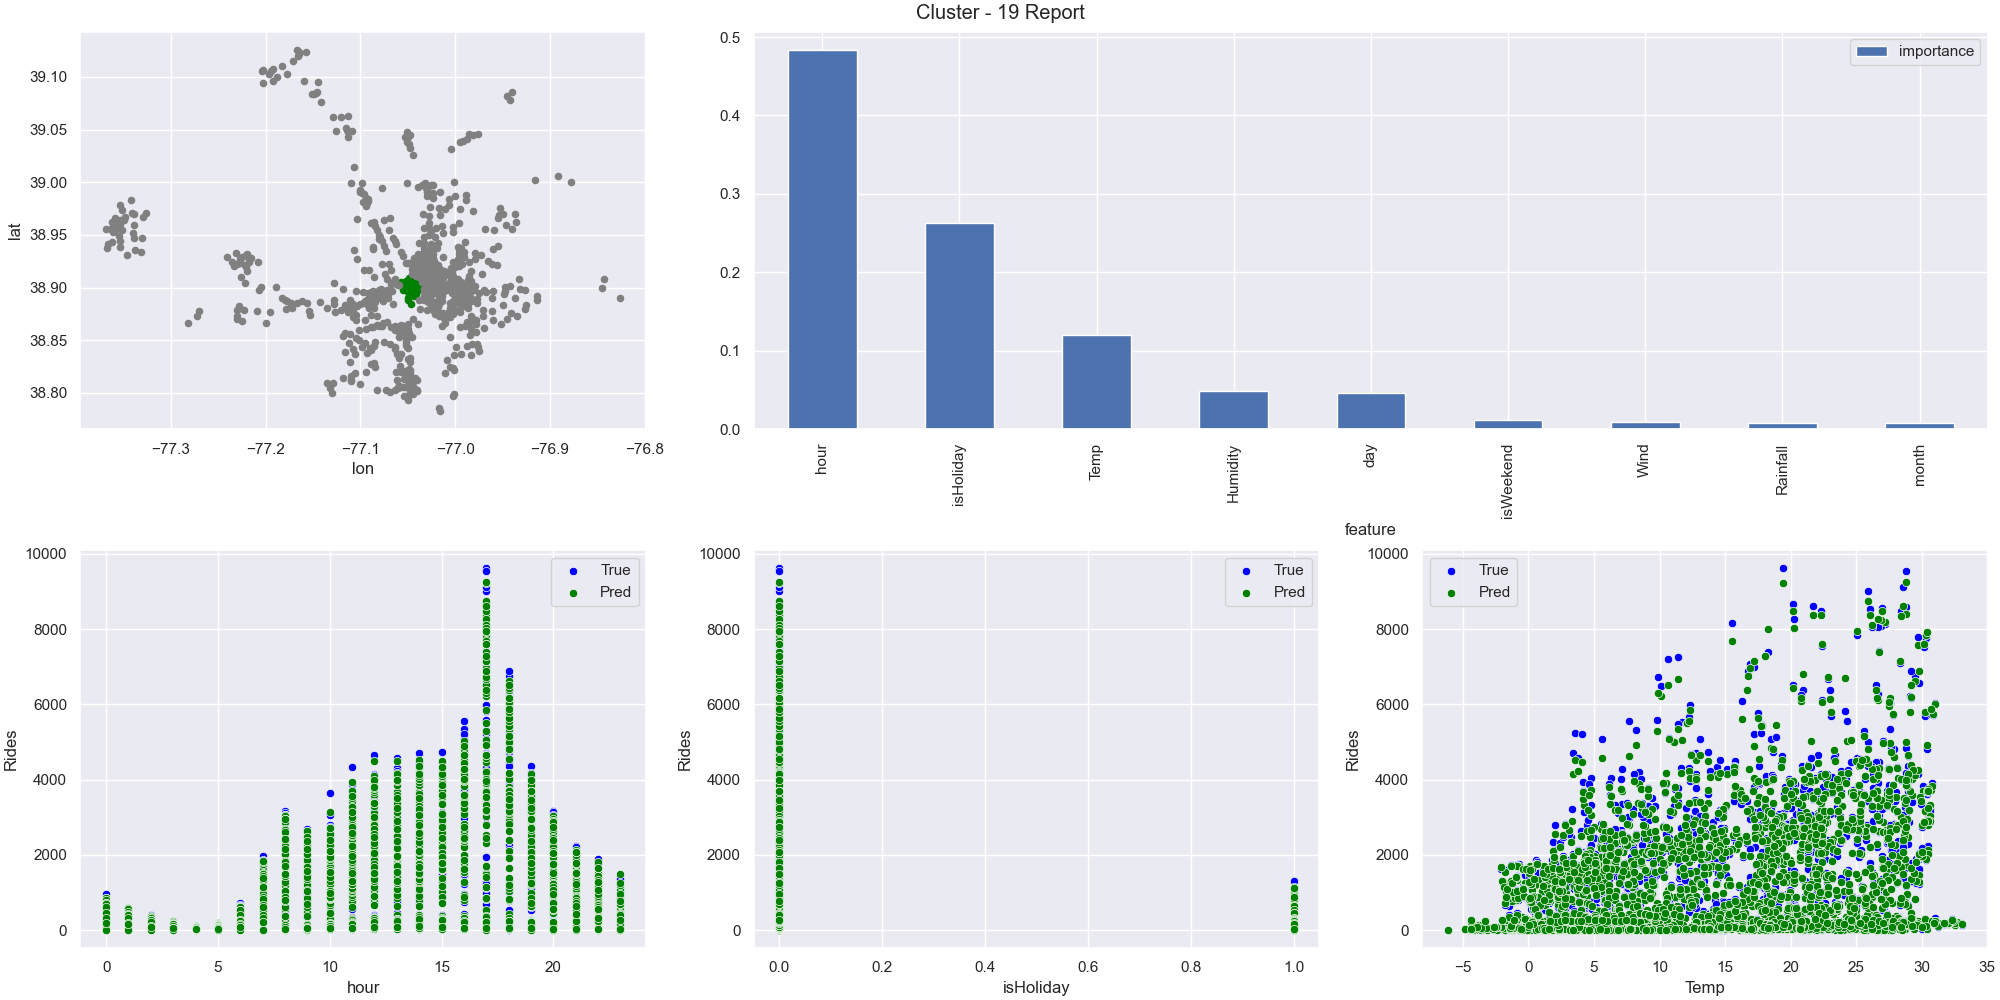 Cluster - 19 Report
39.10
39.05
39.00
38.95
38.90
38.85
38.80
lat
−77.3 −77.2 −77.1 −77.0 −76.9 −76.8
lon
0.5
0.4
0.3
0.2
0.1
0.0
importance
hour isHoliday Temp Humidity day isWeekend Wind Rainfall month
feature
10000
8000
6000
4000
2000
0
Rides
True
Pred
0 5 10 15 20
hour
10000
8000
6000
4000
2000
0
Rides
True
Pred
0.0 0.2 0.4 0.6 0.8 1.0
isHoliday
10000
8000
6000
4000
2000
0
Rides
True
Pred
−5 0 5 10 15 20 25 30 35
Temp